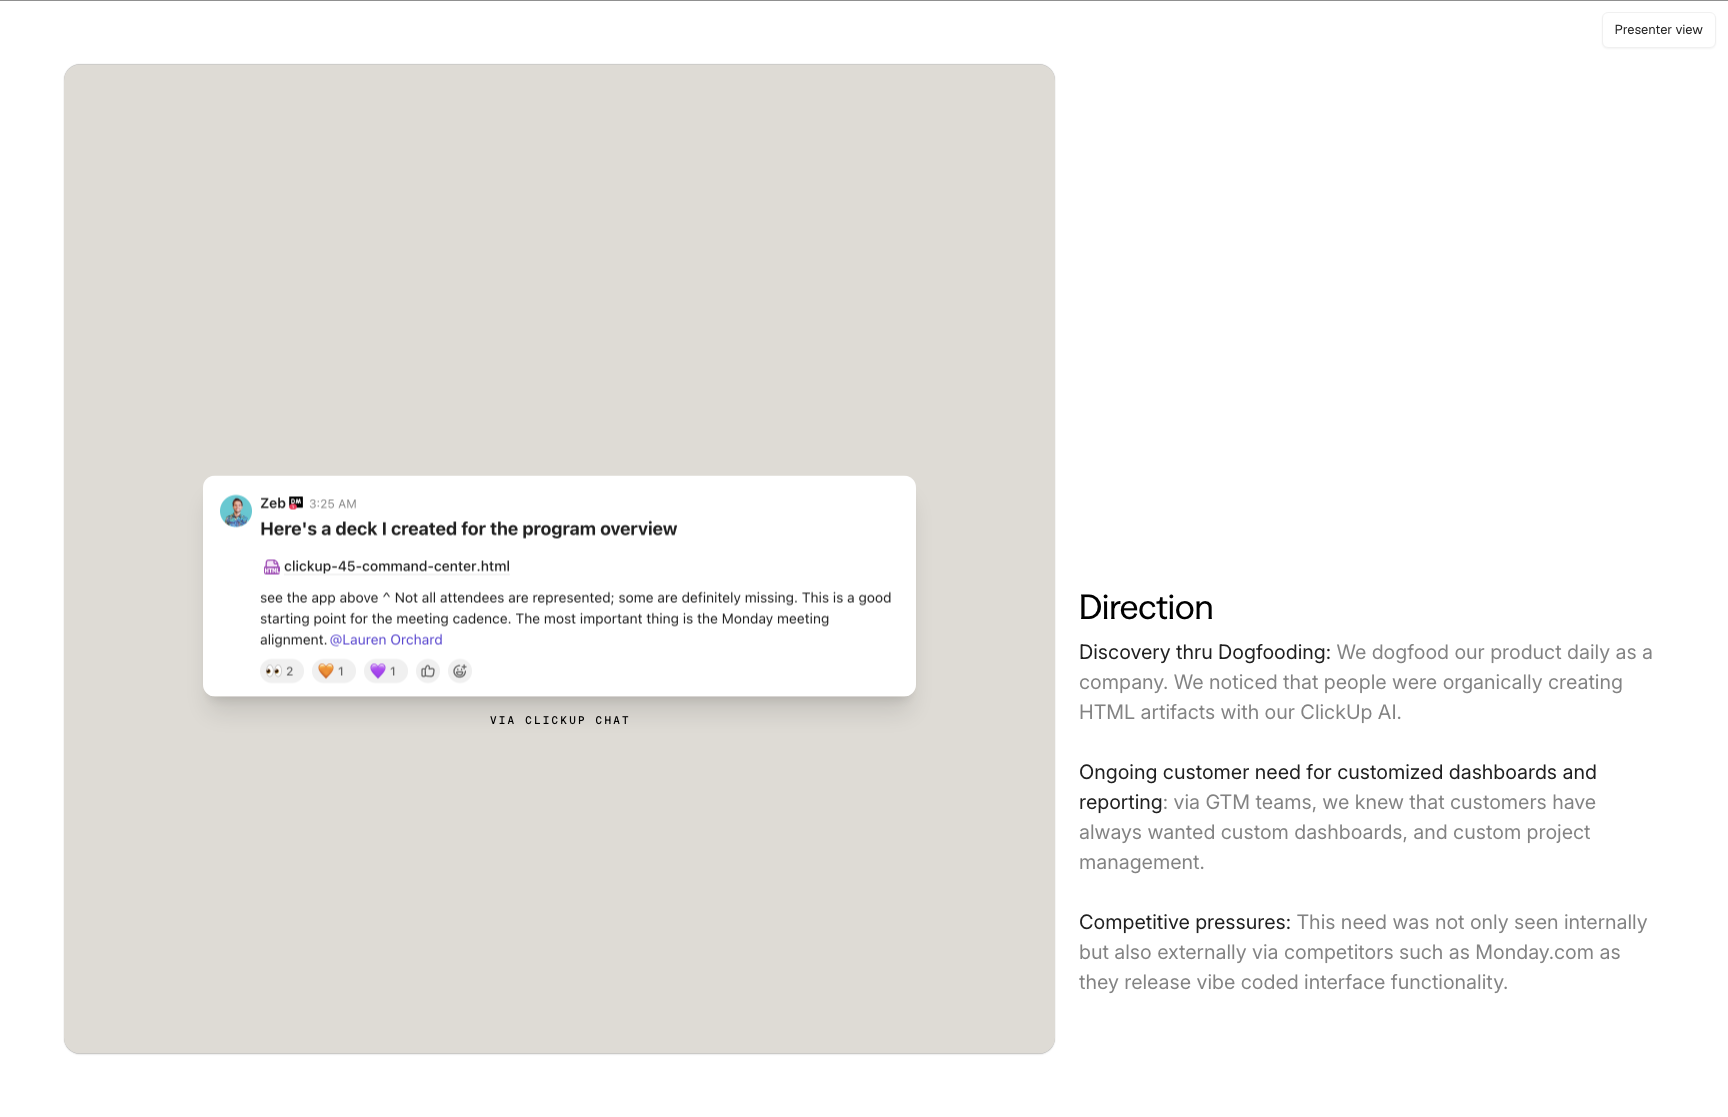 Presenter view
Zeb 3:25 AM
Here's a deck I created for the program overview
HTML clickup-45-command-center.html
see the app above ^ Not all attendees are represented; some are definitely missing. This is a good
starting point for the meeting cadence. The most important thing is the Monday meeting
alignment. @Lauren Orchard
2 1 1
VIA CLICKUP CHAT
Direction
Discovery thru Dogfooding: We dogfood our product daily as a
company. We noticed that people were organically creating
HTML artifacts with our ClickUp AI.
Ongoing customer need for customized dashboards and
reporting: via GTM teams, we knew that customers have
always wanted custom dashboards, and custom project
management.
Competitive pressures: This need was not only seen internally
but also externally via competitors such as Monday.com as
they release vibe coded interface functionality.